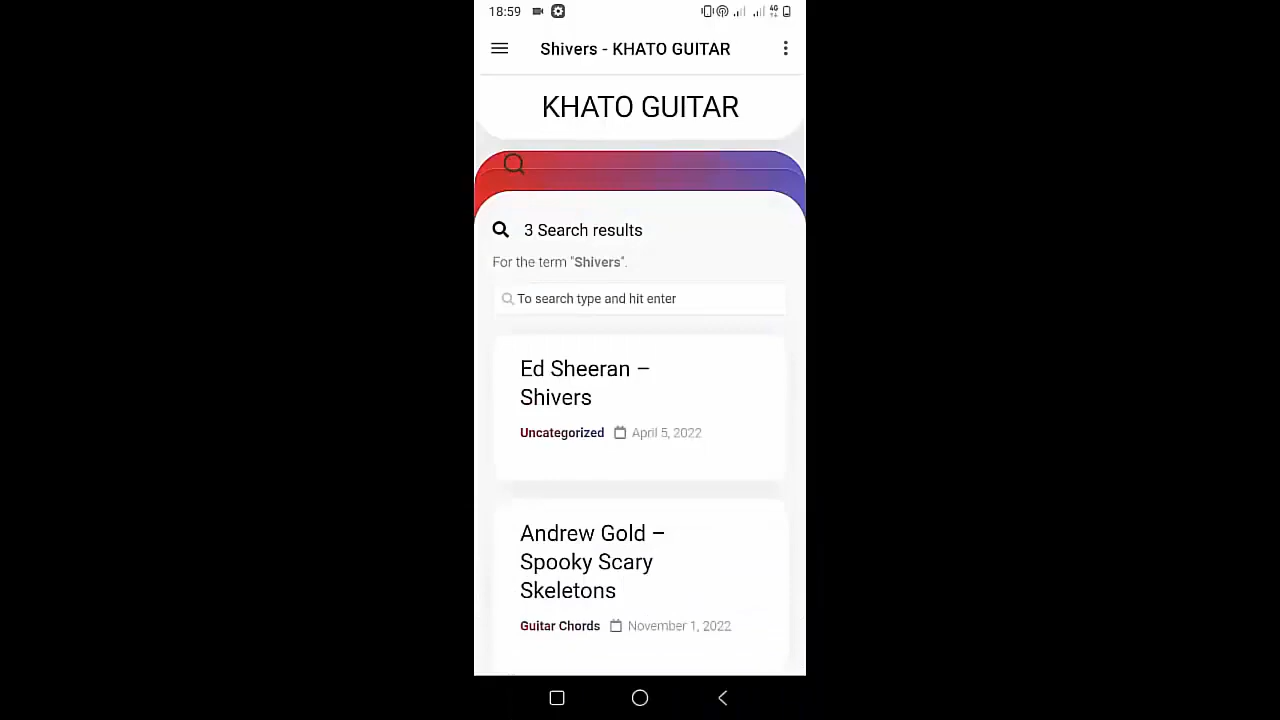 18:59
4G
Shivers - KHATO GUITAR
KHATO GUITAR
3 Search results
For the term "Shivers".
To search type and hit enter
Ed Sheeran –
Shivers
Uncategorized April 5, 2022
Andrew Gold –
Spooky Scary
Skeletons
Guitar Chords November 1, 2022